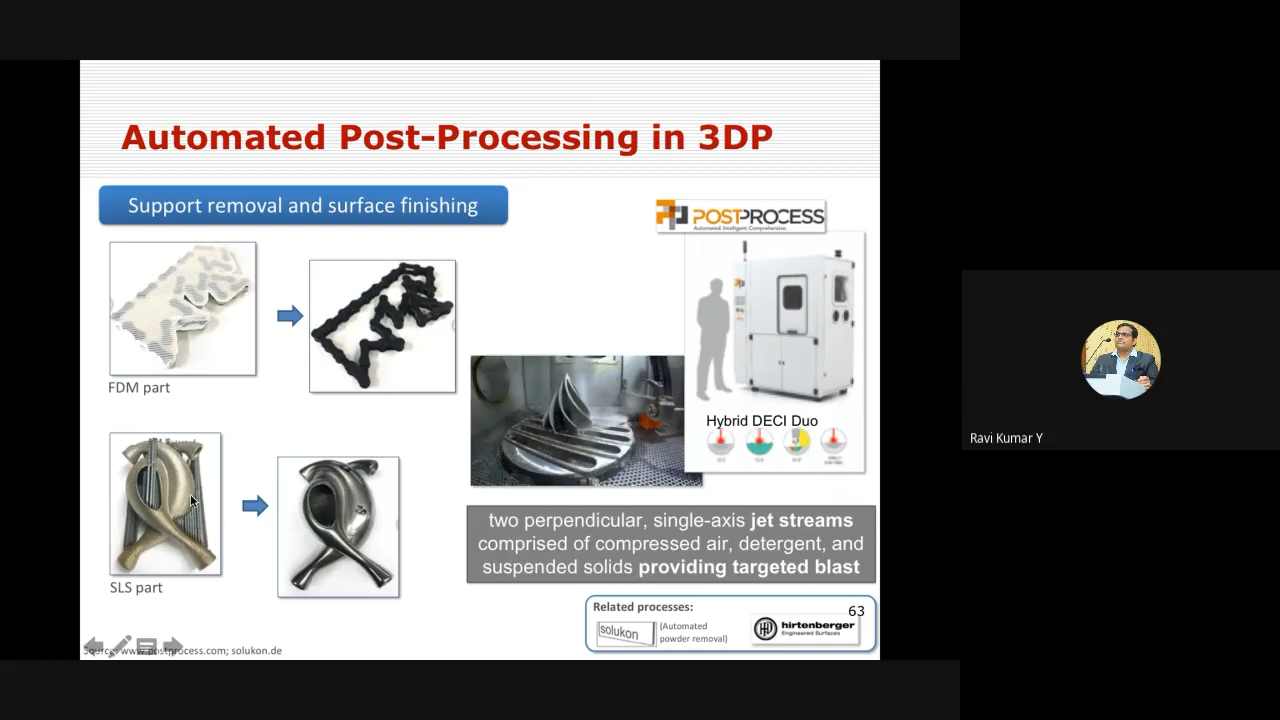 Automated Post-Processing in 3DP
Support removal and surface finishing
POSTPROCESS
Automated. Intelligent. Comprehensive.
FDM part
Hybrid DECI Duo
SLS part
two perpendicular, single-axis jet streams
comprised of compressed air, detergent, and
suspended solids providing targeted blast
Related processes:
63
solukon
(Automated
powder removal)
hirtenberger
Engineered Surfaces
Source: www.postprocess.com; solukon.de
Ravi Kumar Y